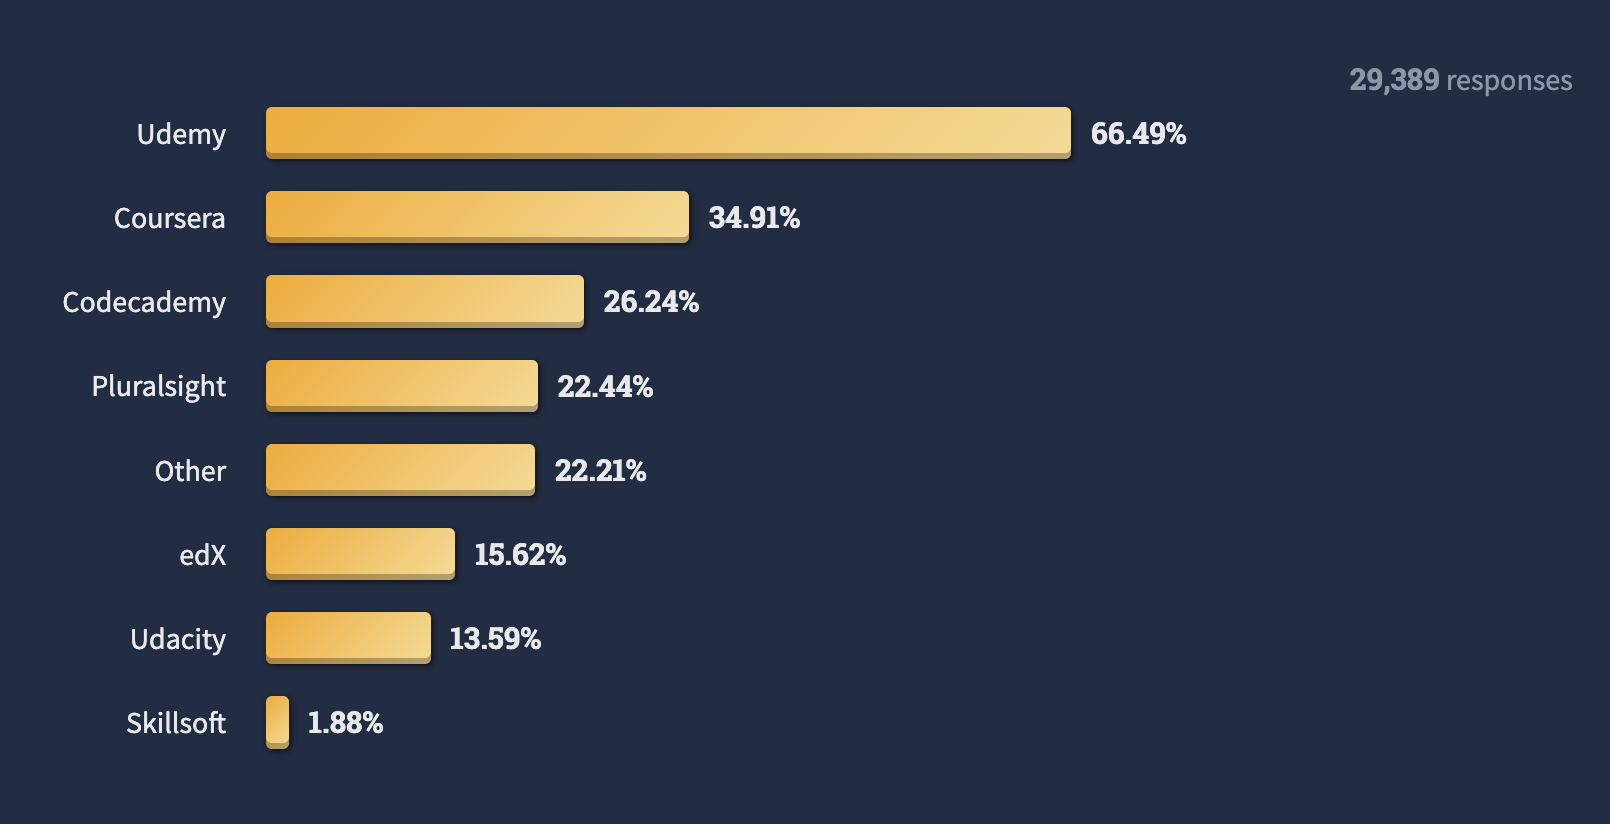 29,389 responses
Udemy 66.49%
Coursera 34.91%
Codecademy 26.24%
Pluralsight 22.44%
Other 22.21%
edX 15.62%
Udacity 13.59%
Skillsoft 1.88%